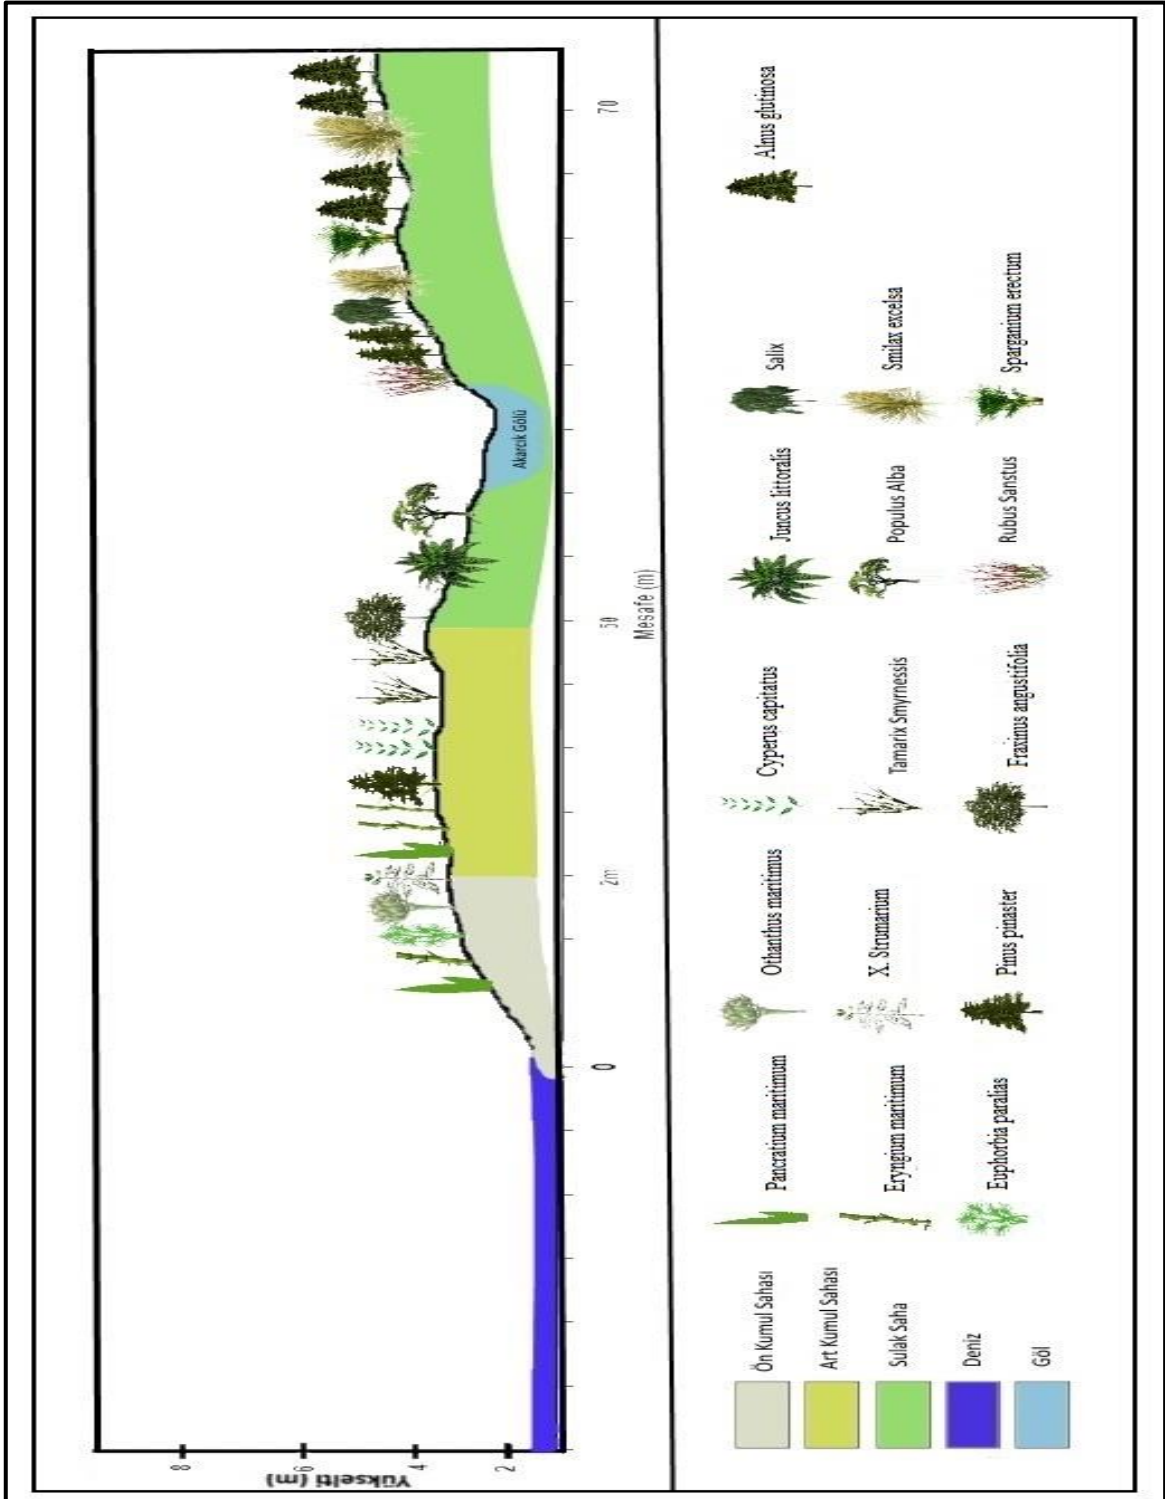 Yükselti (m)
8
6
4
2
0
2m
50
70
Mesafe (m)
Akarcık Gölü
Ön Kumul Sahası
Art Kumul Sahası
Sulak Saha
Deniz
Göl
Pancratium maritimum
Othanthus maritimus
Cyperus capitatus
Juncus littoralis
Salix
Alnus glutinosa
Eryngium maritimum
X. Strumarium
Tamarix Smyrnessis
Populus Alba
Smilax excelsa
Euphorbia paralias
Pinus pinaster
Fraxinus angustifolia
Rubus Sanstus
Sparganium erectum